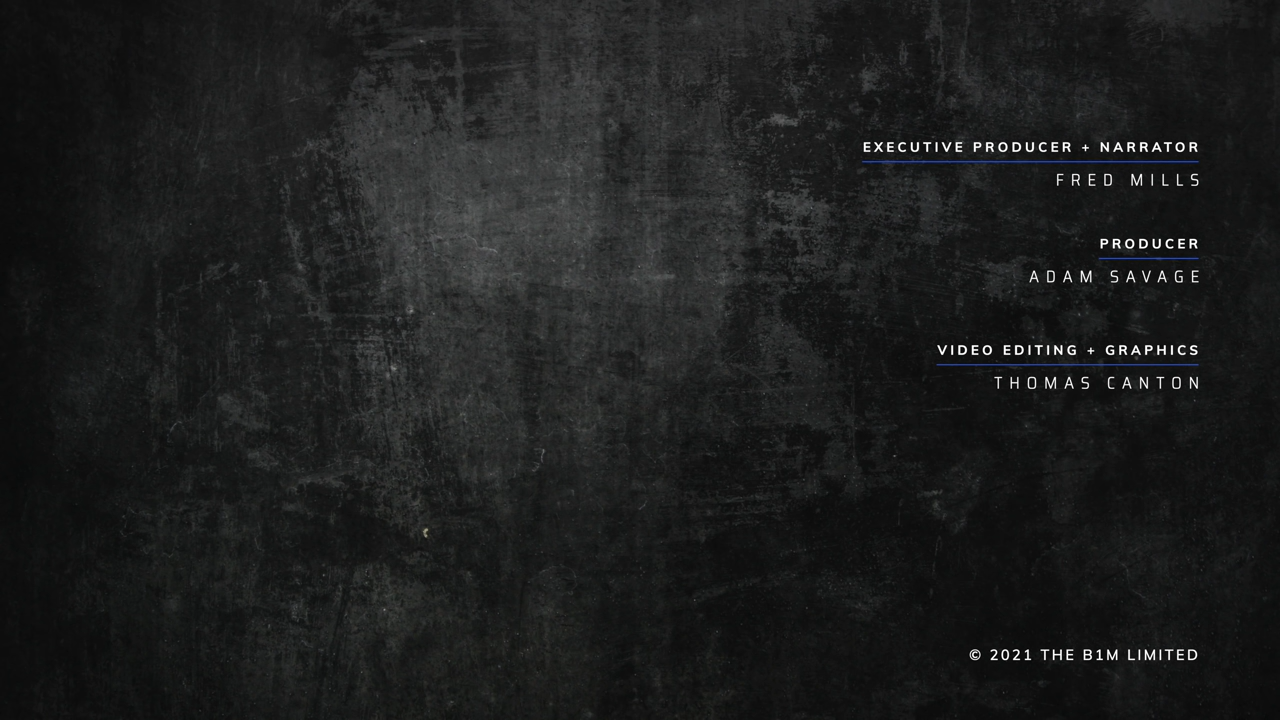 EXECUTIVE PRODUCER + NARRATOR
FRED MILLS
PRODUCER
ADAM SAVAGE
VIDEO EDITING + GRAPHICS
THOMAS CANTON
© 2021 THE B1M LIMITED